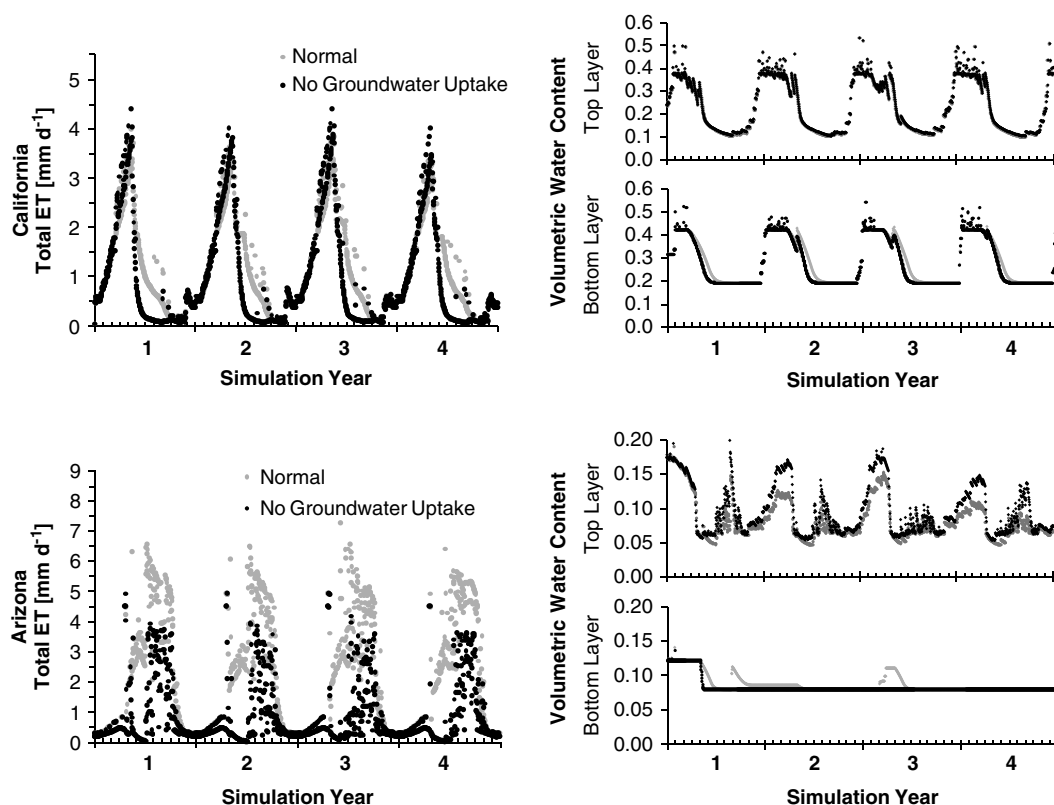 Normal
No Groundwater Uptake
California
Total ET [mm d-1]
5
4
3
2
1
0
1 2 3 4
Simulation Year
Volumetric Water Content
Top Layer
0.6
0.5
0.4
0.3
0.2
0.1
0.0
Bottom Layer
0.6
0.5
0.4
0.3
0.2
0.1
0.0
1 2 3 4
Simulation Year
Normal
No Groundwater Uptake
Arizona
Total ET [mm d-1]
9
8
7
6
5
4
3
2
1
0
1 2 3 4
Simulation Year
Volumetric Water Content
Top Layer
0.20
0.15
0.10
0.05
0.00
Bottom Layer
0.20
0.15
0.10
0.05
0.00
1 2 3 4
Simulation Year